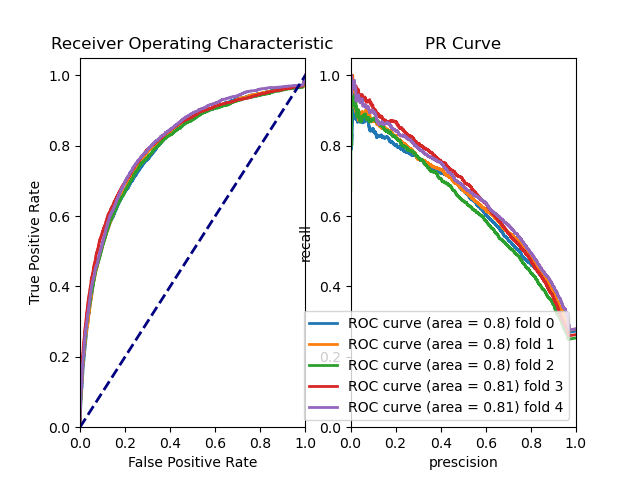 Receiver Operating Characteristic
PR Curve
1.0
0.8
0.6
0.4
0.2
0.0
True Positive Rate
0.0 0.2 0.4 0.6 0.8 1.0
False Positive Rate
1.0
0.8
0.6
0.4
0.2
0.0
recall
0.0 0.2 0.4 0.6 0.8 1.0
prescision
ROC curve (area = 0.8) fold 0
ROC curve (area = 0.8) fold 1
ROC curve (area = 0.8) fold 2
ROC curve (area = 0.81) fold 3
ROC curve (area = 0.81) fold 4